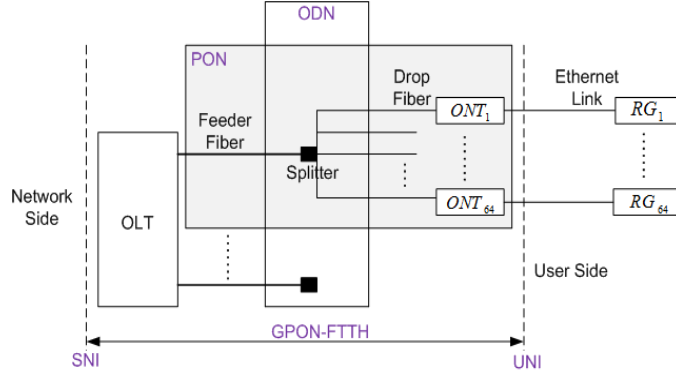 ODN
PON
Drop
Fiber
Ethernet
Link
Feeder
Fiber
ONT1
RG1
Splitter
Network
Side
OLT
ONT64
RG64
User Side
GPON-FTTH
SNI
UNI